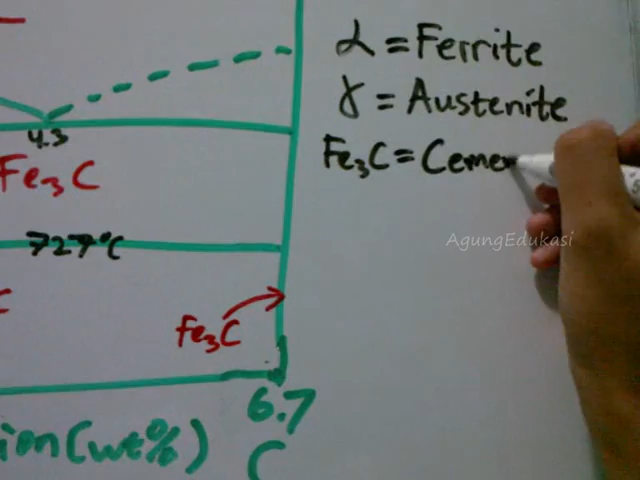 α = Ferrite
γ = Austenite
Fe3C = Cemen
4.3
Fe3C
727°C
AgungEdukasi
C
Fe3C
6.7
ion (wt%) C